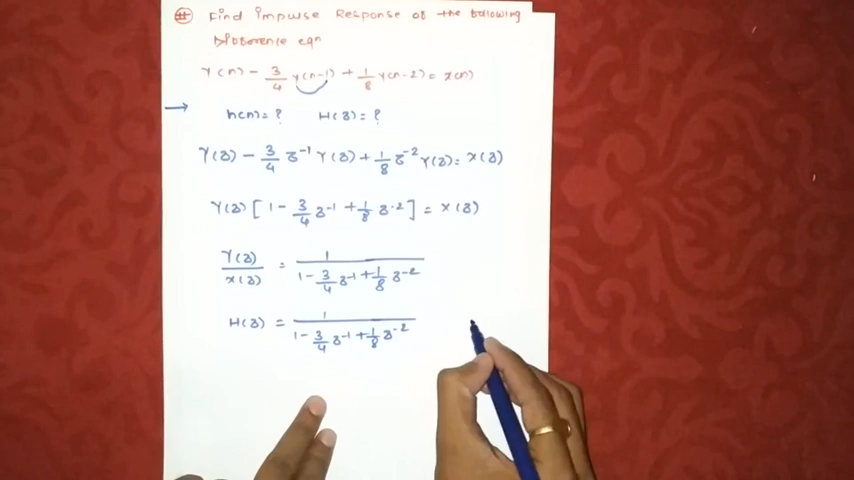 # Find impulse Response of the following
Difference eqn
y(n) - 3/4 y(n-1) + 1/8 y(n-2) = x(n)
→ h(n) = ? H(z) = ?
Y(z) - 3/4 z⁻¹ Y(z) + 1/8 z⁻² Y(z) = X(z)
Y(z) [ 1 - 3/4 z⁻¹ + 1/8 z⁻² ] = X(z)
Y(z)/X(z) = 1/(1 - 3/4 z⁻¹ + 1/8 z⁻²)
H(z) = 1/(1 - 3/4 z⁻¹ + 1/8 z⁻²)